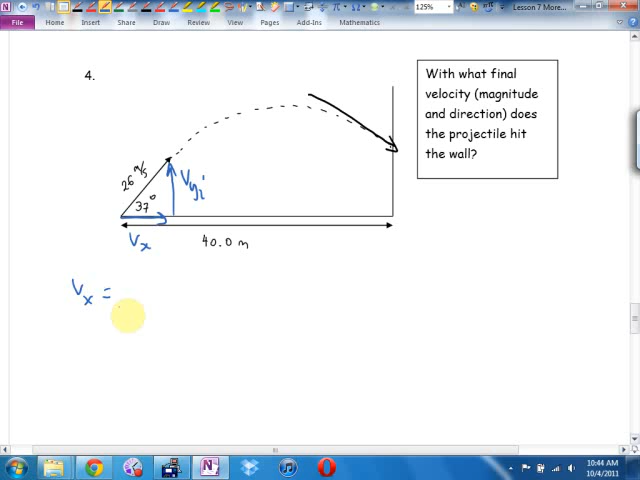 125%
Lesson 7 More...
File
Home
Insert
Share
Draw
Review
View
Design
Layout
Add-Ins
Mathematics
4.
With what final
velocity (magnitude
and direction) does
the projectile hit
the wall?
26 m/s
37°
Vyi
Vx
40.0 m
Vx =
10:44 AM
10/4/2011